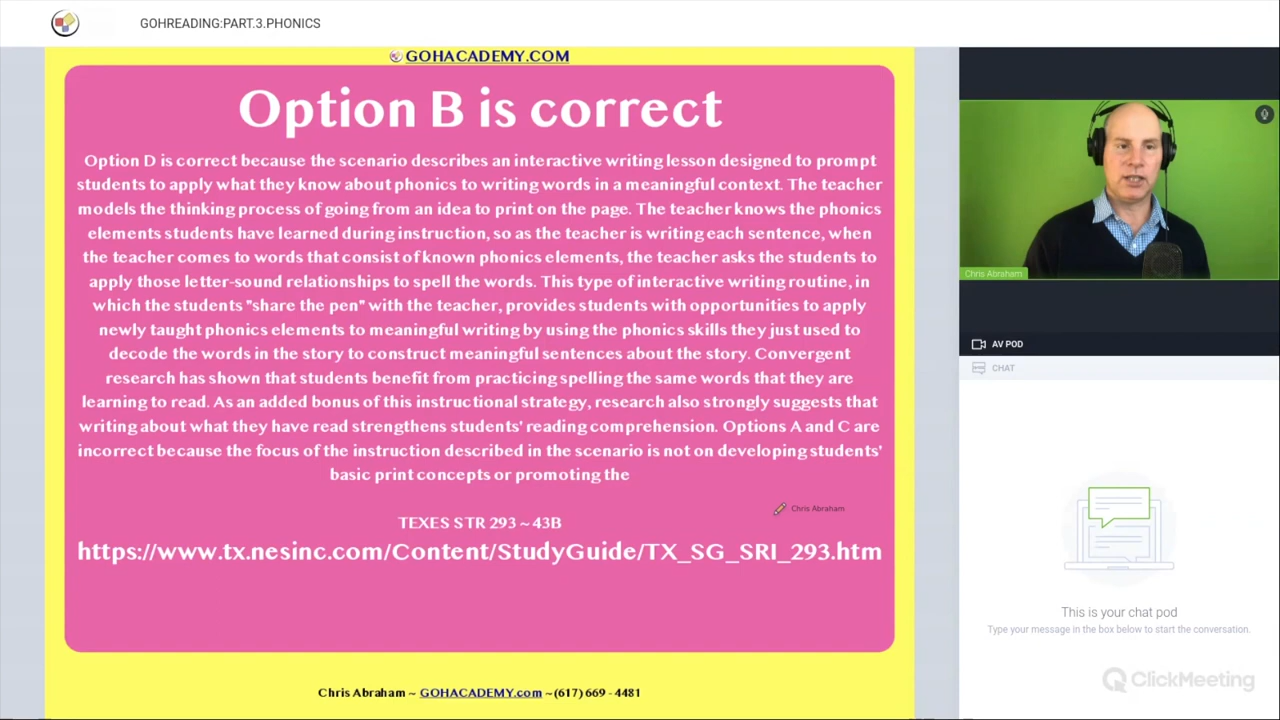 GOHREADING:PART.3.PHONICS
GOHACADEMY.COM
Option B is correct
Option D is correct because the scenario describes an interactive writing lesson designed to prompt
students to apply what they know about phonics to writing words in a meaningful context. The teacher
models the thinking process of going from an idea to print on the page. The teacher knows the phonics
elements students have learned during instruction, so as the teacher is writing each sentence, when
the teacher comes to words that consist of known phonics elements, the teacher asks the students to
apply those letter-sound relationships to spell the words. This type of interactive writing routine, in
which the students "share the pen" with the teacher, provides students with opportunities to apply
newly taught phonics elements to meaningful writing by using the phonics skills they just used to
decode the words in the story to construct meaningful sentences about the story. Convergent
research has shown that students benefit from practicing spelling the same words that they are
learning to read. As an added bonus of this instructional strategy, research also strongly suggests that
writing about what they have read strengthens students' reading comprehension. Options A and C are
incorrect because the focus of the instruction described in the scenario is not on developing students'
basic print concepts or promoting the
Chris Abraham
TEXES STR 293 ~ 43B
https://www.tx.nesinc.com/Content/StudyGuide/TX_SG_SRI_293.htm
Chris Abraham ~ GOHACADEMY.com ~(617) 669 - 4481
Chris Abraham
AV POD
CHAT
This is your chat pod
Type your message in the box below to start the conversation.
ClickMeeting